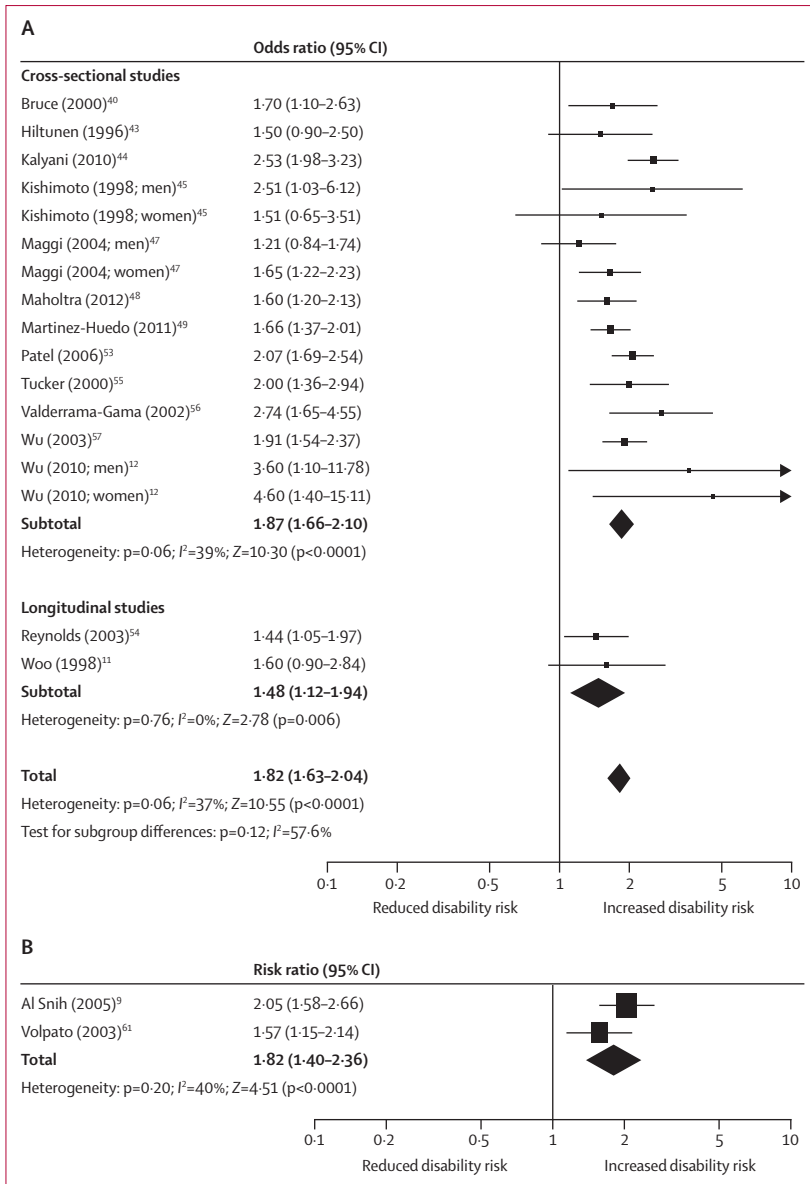 A
Odds ratio (95% CI)
Cross-sectional studies
Bruce (2000)⁴⁰ 1·70 (1·10–2·63)
Hiltunen (1996)⁴³ 1·50 (0·90–2·50)
Kalyani (2010)⁴⁴ 2·53 (1·98–3·23)
Kishimoto (1998; men)⁴⁵ 2·51 (1·03–6·12)
Kishimoto (1998; women)⁴⁵ 1·51 (0·65–3·51)
Maggi (2004; men)⁴⁷ 1·21 (0·84–1·74)
Maggi (2004; women)⁴⁷ 1·65 (1·22–2·23)
Maholtra (2012)⁴⁸ 1·60 (1·20–2·13)
Martinez-Huedo (2011)⁴⁹ 1·66 (1·37–2·01)
Patel (2006)⁵³ 2·07 (1·69–2·54)
Tucker (2000)⁵⁵ 2·00 (1·36–2·94)
Valderrama-Gama (2002)⁵⁶ 2·74 (1·65–4·55)
Wu (2003)⁵⁷ 1·91 (1·54–2·37)
Wu (2010; men)¹² 3·60 (1·10–11·78)
Wu (2010; women)¹² 4·60 (1·40–15·11)
Subtotal 1·87 (1·66–2·10)
Heterogeneity: p=0·06; I²=39%; Z=10·30 (p<0·0001)
Longitudinal studies
Reynolds (2003)⁵⁴ 1·44 (1·05–1·97)
Woo (1998)¹¹ 1·60 (0·90–2·84)
Subtotal 1·48 (1·12–1·94)
Heterogeneity: p=0·76; I²=0%; Z=2·78 (p=0·006)
Total 1·82 (1·63–2·04)
Heterogeneity: p=0·06; I²=37%; Z=10·55 (p<0·0001)
Test for subgroup differences: p=0·12; I²=57·6%
0·1 0·2 0·5 1 2 5 10
Reduced disability risk Increased disability risk
B
Risk ratio (95% CI)
Al Snih (2005)⁹ 2·05 (1·58–2·66)
Volpato (2003)⁶¹ 1·57 (1·15–2·14)
Total 1·82 (1·40–2·36)
Heterogeneity: p=0·20; I²=40%; Z=4·51 (p<0·0001)
0·1 0·2 0·5 1 2 5 10
Reduced disability risk Increased disability risk